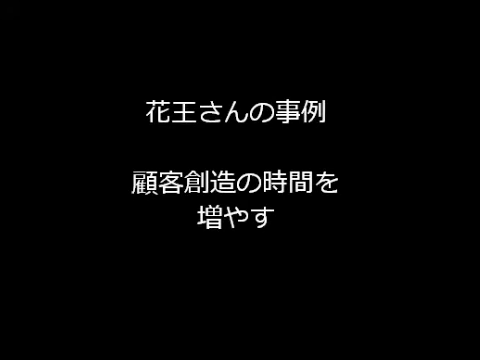 花王さんの事例
顧客創造の時間を
増やす